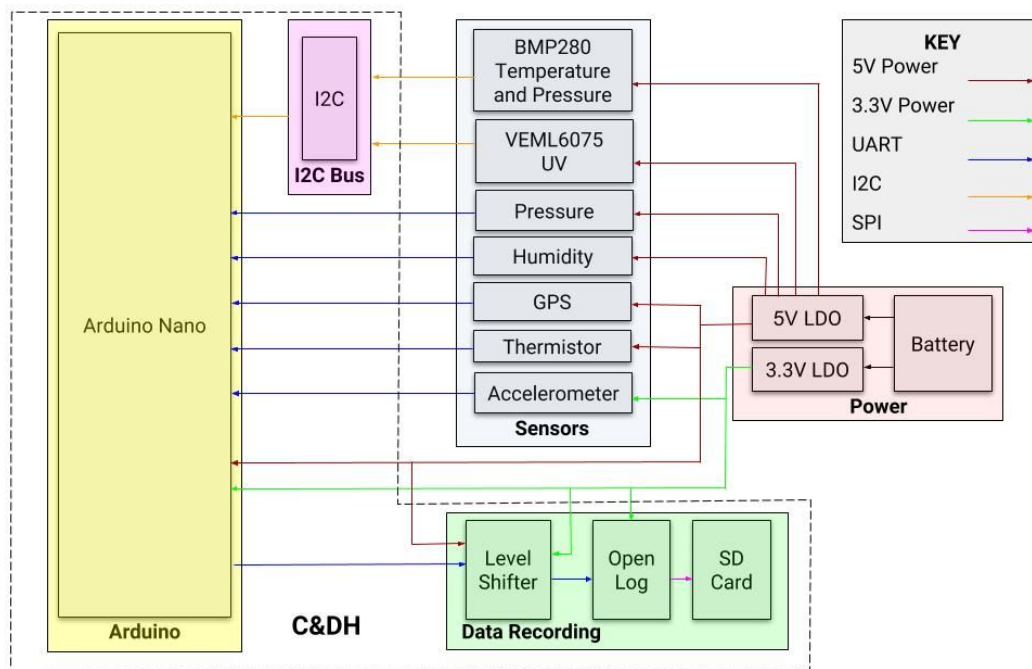 BMP280
Temperature
and Pressure
I2C
I2C Bus
VEML6075
UV
Pressure
Humidity
GPS
Thermistor
Accelerometer
Sensors
Arduino Nano
Arduino
KEY
5V Power
3.3V Power
UART
I2C
SPI
5V LDO
3.3V LDO
Battery
Power
Level
Shifter
Open
Log
SD
Card
Data Recording
C&DH